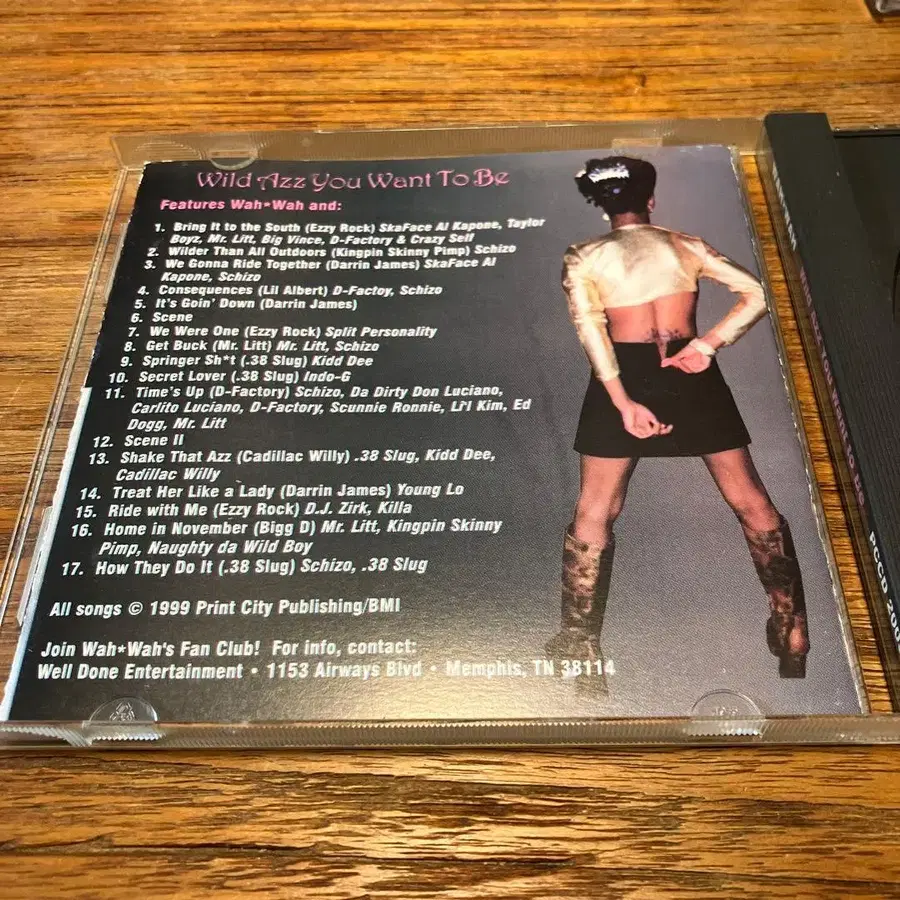 Wild Azz You Want To Be
Features Wah*Wah and:
1. Bring It to the South (Ezzy Rock) SkaFace Al Kapone, Taylor
Boyz, Mr. Litt, Big Vince, D-Factory & Crazy Self
2. Wilder Than All Outdoors (Kingpin Skinny Pimp) Schizo
3. We Gonna Ride Together (Darrin James) SkaFace Al
Kapone, Schizo
4. Consequences (Lil Albert) D-Factoy, Schizo
5. It's Goin' Down (Darrin James)
6. Scene
7. We Were One (Ezzy Rock) Split Personality
8. Get Buck (Mr. Litt) Mr. Litt, Schizo
9. Springer Sh*t (.38 Slug) Kidd Dee
10. Secret Lover (.38 Slug) Indo-G
11. Time's Up (D-Factory) Schizo, Da Dirty Don Luciano,
Carlito Luciano, D-Factory, Scunnie Ronnie, Li'l Kim, Ed
Dogg, Mr. Litt
12. Scene II
13. Shake That Azz (Cadillac Willy) .38 Slug, Kidd Dee,
Cadillac Willy
14. Treat Her Like a Lady (Darrin James) Young Lo
15. Ride with Me (Ezzy Rock) D.J. Zirk, Killa
16. Home in November (Bigg D) Mr. Litt, Kingpin Skinny
Pimp, Naughty da Wild Boy
17. How They Do It (.38 Slug) Schizo, .38 Slug
All songs © 1999 Print City Publishing/BMI
Join Wah*Wah's Fan Club! For info, contact:
Well Done Entertainment • 1153 Airways Blvd • Memphis, TN 38114